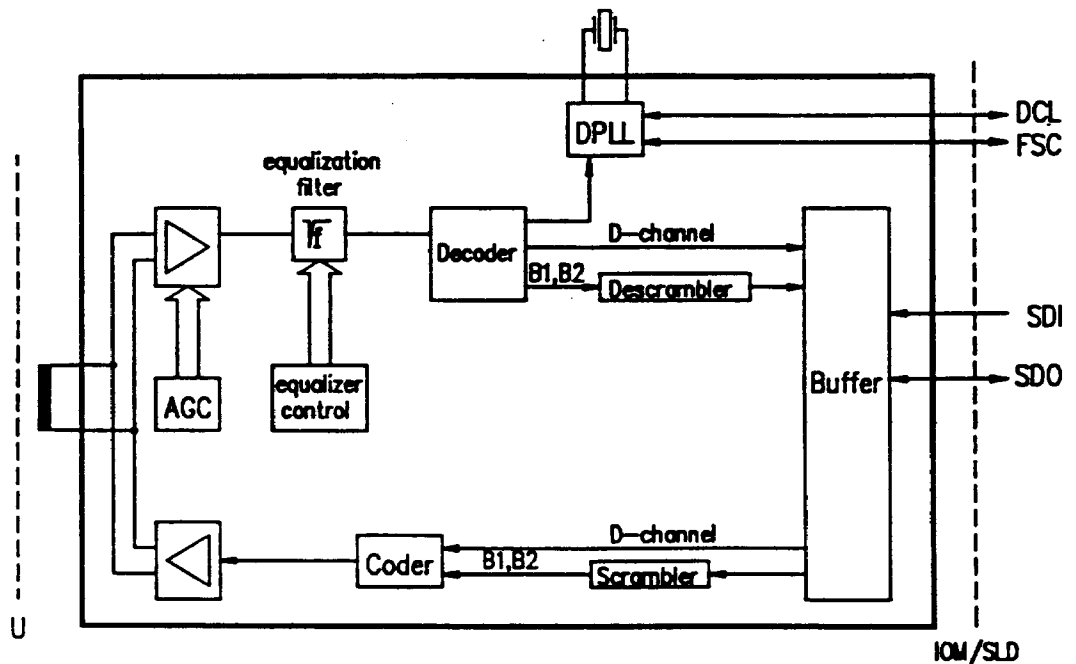 DCL
DPLL
FSC
equalization
filter
Decoder
D-channel
B1,B2
Descrambler
SDI
equalizer
control
AGC
Buffer
SDO
D-channel
Coder
B1,B2
Scrambler
U
IOM/SLD